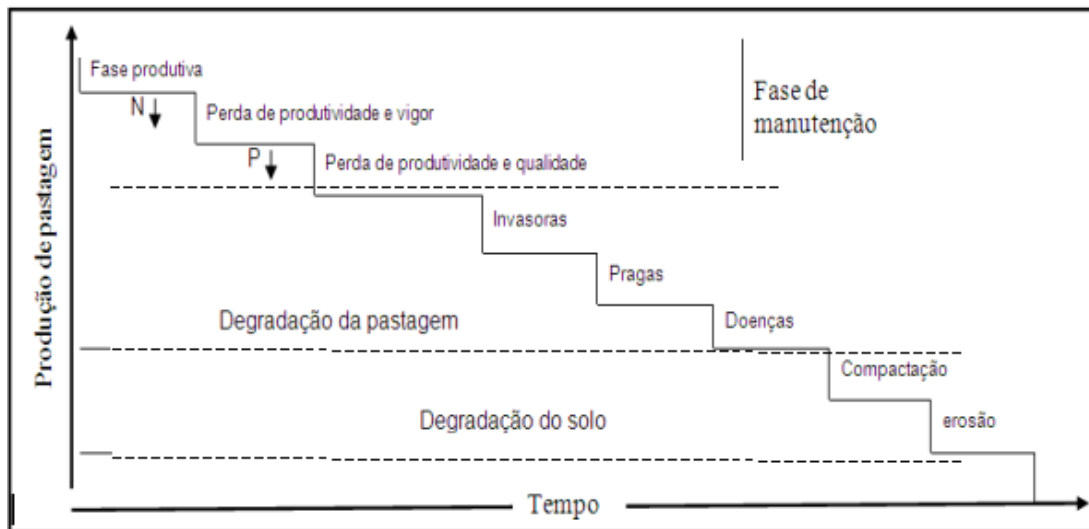 Fase produtiva
N
Perda de produtividade e vigor
Fase de
manutenção
P
Perda de produtividade e qualidade
Invasoras
Pragas
Degradação da pastagem
Doenças
Compactação
Degradação do solo
erosão
Produção de pastagem
Tempo